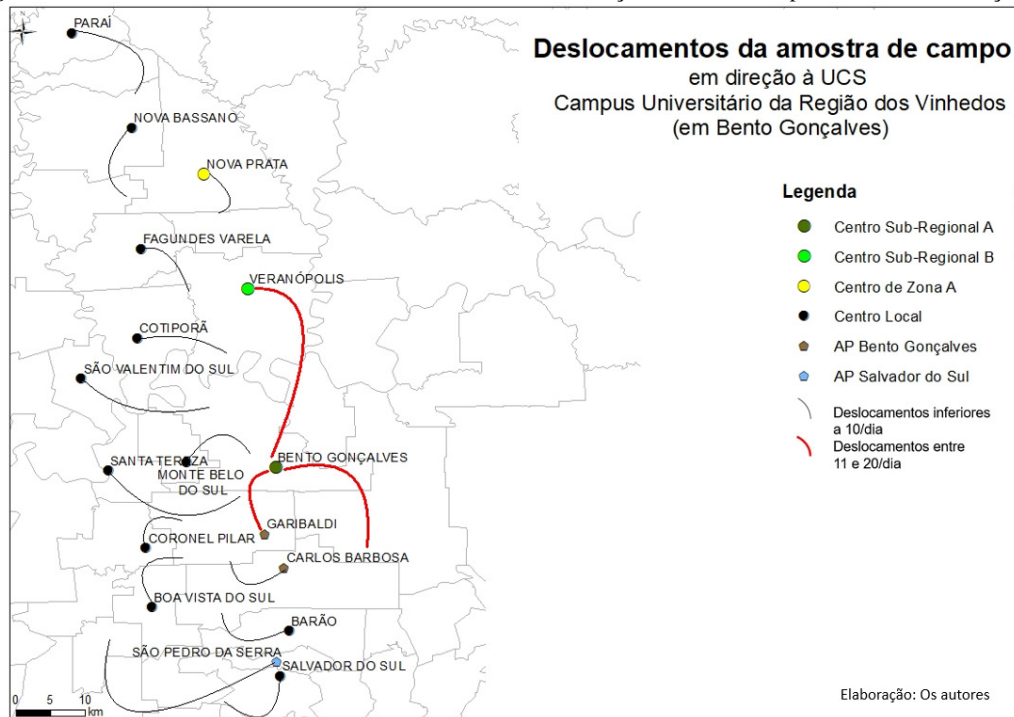 PARAÍ
Deslocamentos da amostra de campo
em direção à UCS
Campus Universitário da Região dos Vinhedos
(em Bento Gonçalves)
NOVA BASSANO
NOVA PRATA
Legenda
Centro Sub-Regional A
Centro Sub-Regional B
Centro de Zona A
Centro Local
AP Bento Gonçalves
AP Salvador do Sul
Deslocamentos inferiores
a 10/dia
Deslocamentos entre
11 e 20/dia
FAGUNDES VARELA
VERANÓPOLIS
COTIPORÃ
SÃO VALENTIM DO SUL
BENTO GONÇALVES
SANTA TEREZA
MONTE BELO
DO SUL
GARIBALDI
CORONEL PILAR
CARLOS BARBOSA
BOA VISTA DO SUL
BARÃO
SÃO PEDRO DA SERRA
SALVADOR DO SUL
0 5 10
km
Elaboração: Os autores